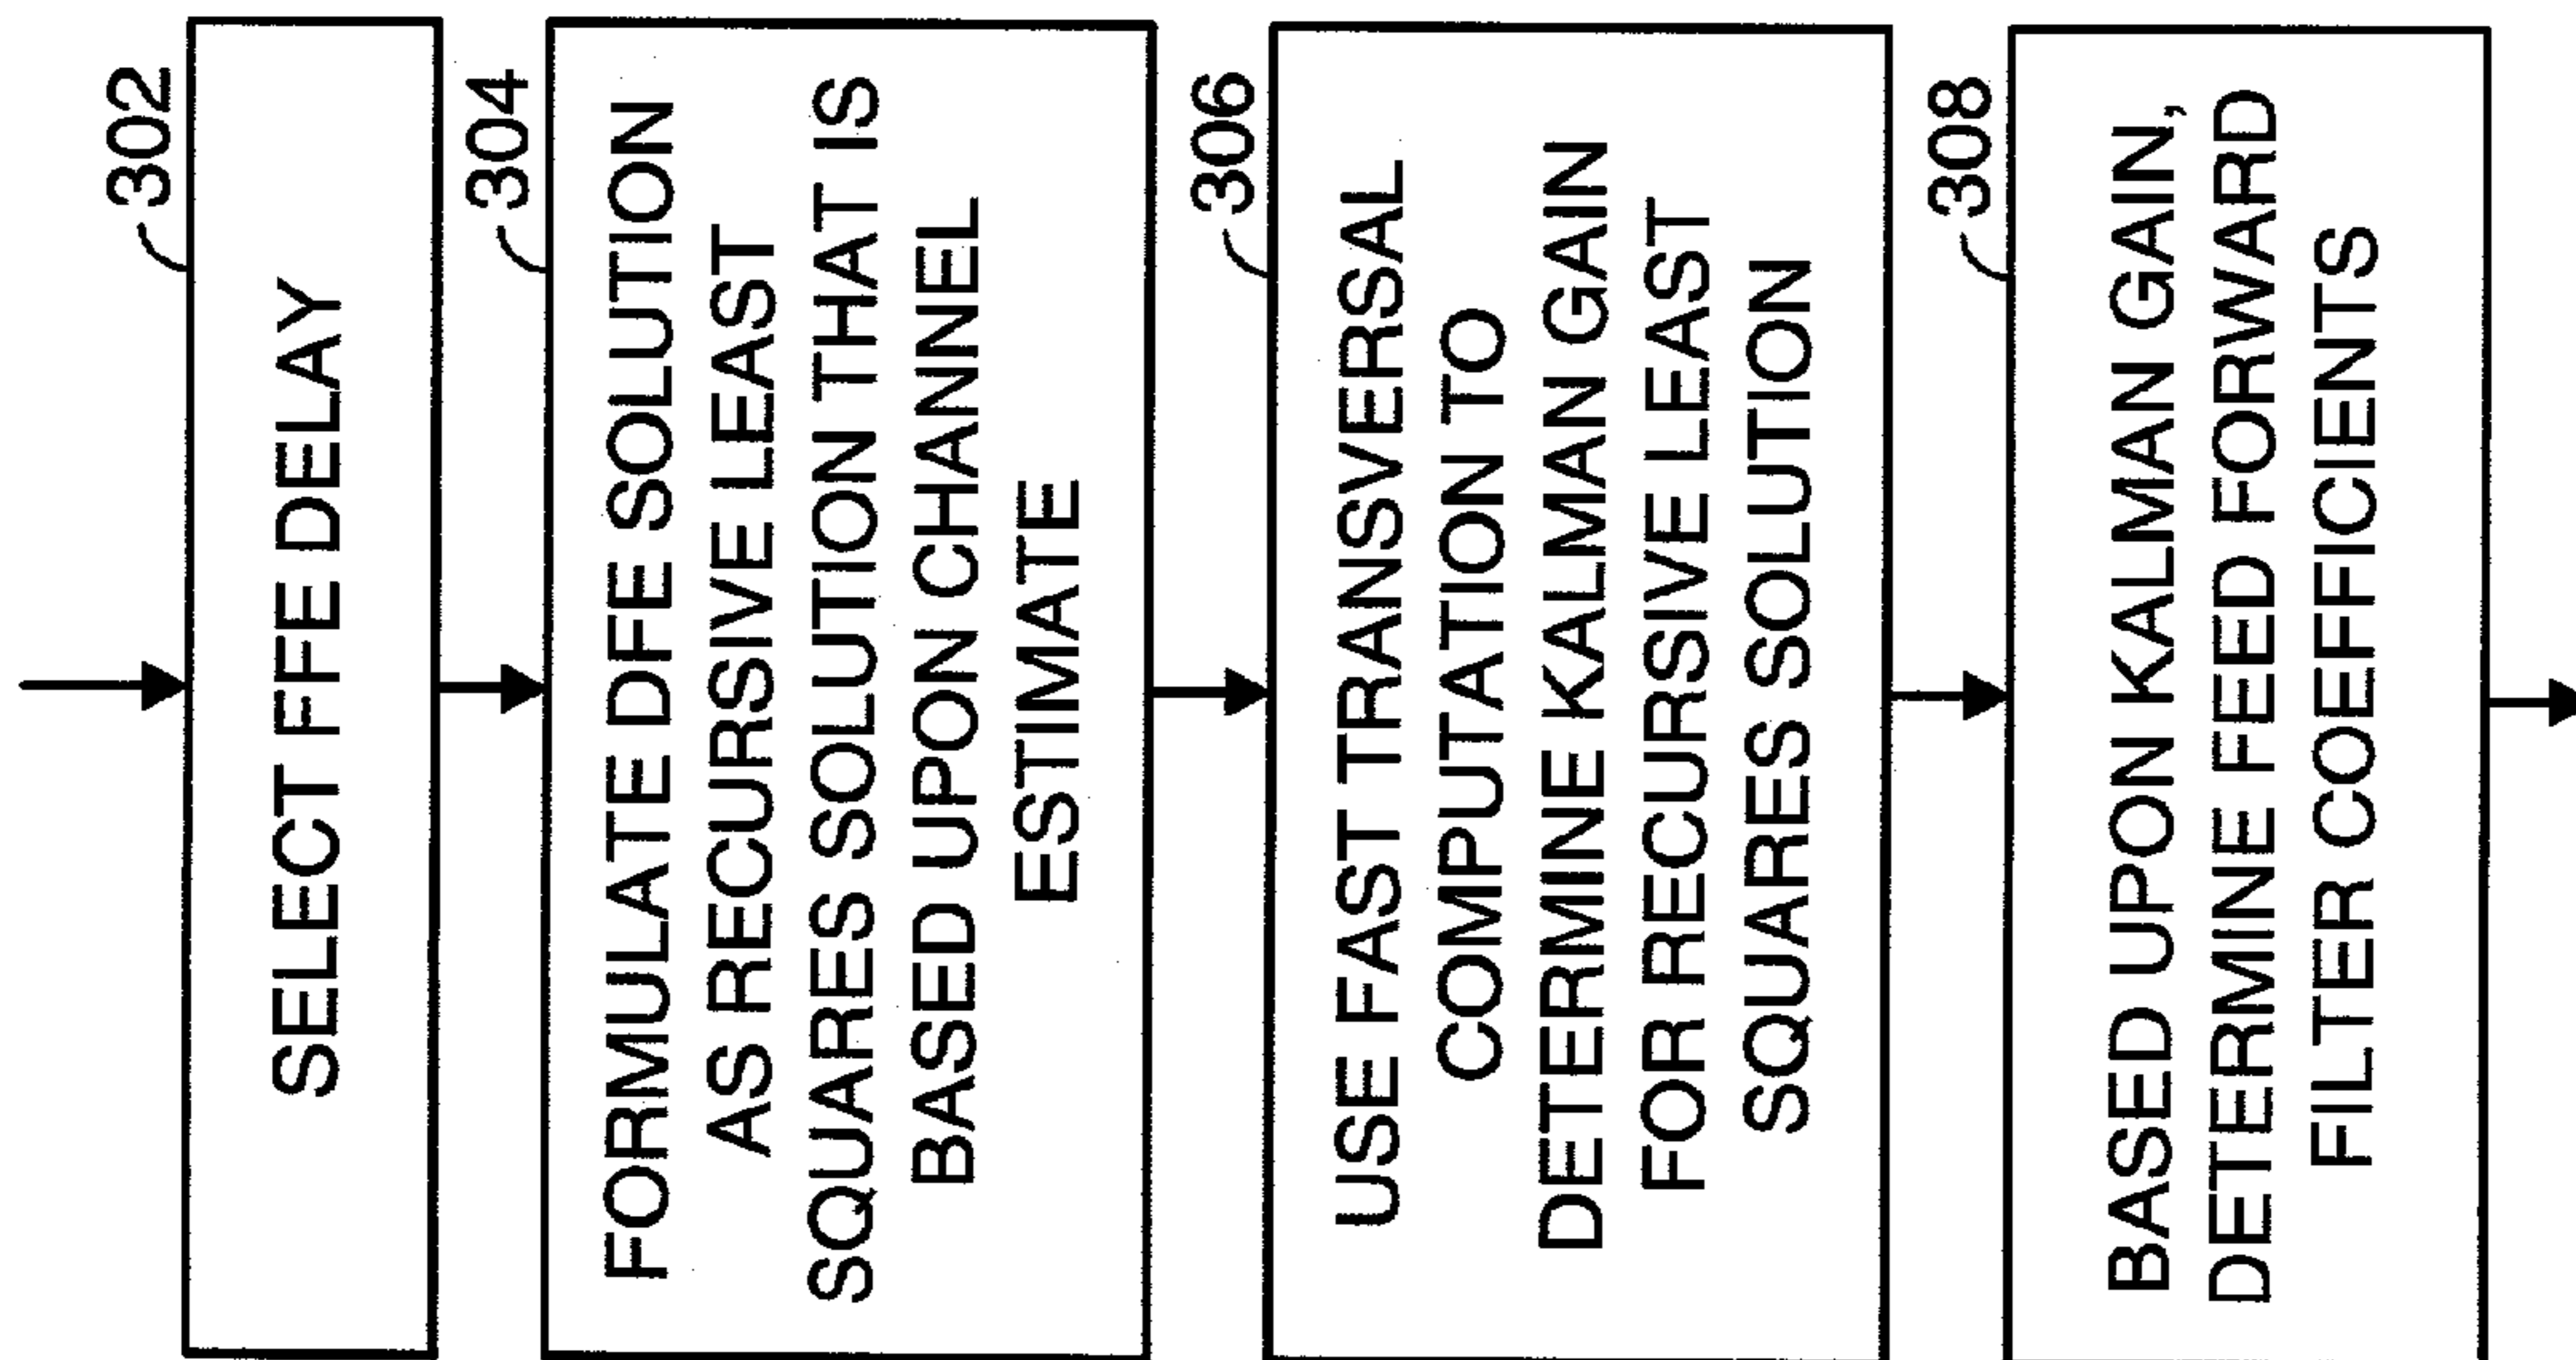 302
SELECT FFE DELAY
304
FORMULATE DFE SOLUTION
AS RECURSIVE LEAST
SQUARES SOLUTION THAT IS
BASED UPON CHANNEL
ESTIMATE
306
USE FAST TRANSVERSAL
COMPUTATION TO
DETERMINE KALMAN GAIN
FOR RECURSIVE LEAST
SQUARES SOLUTION
308
BASED UPON KALMAN GAIN,
DETERMINE FEED FORWARD
FILTER COEFFICIENTS